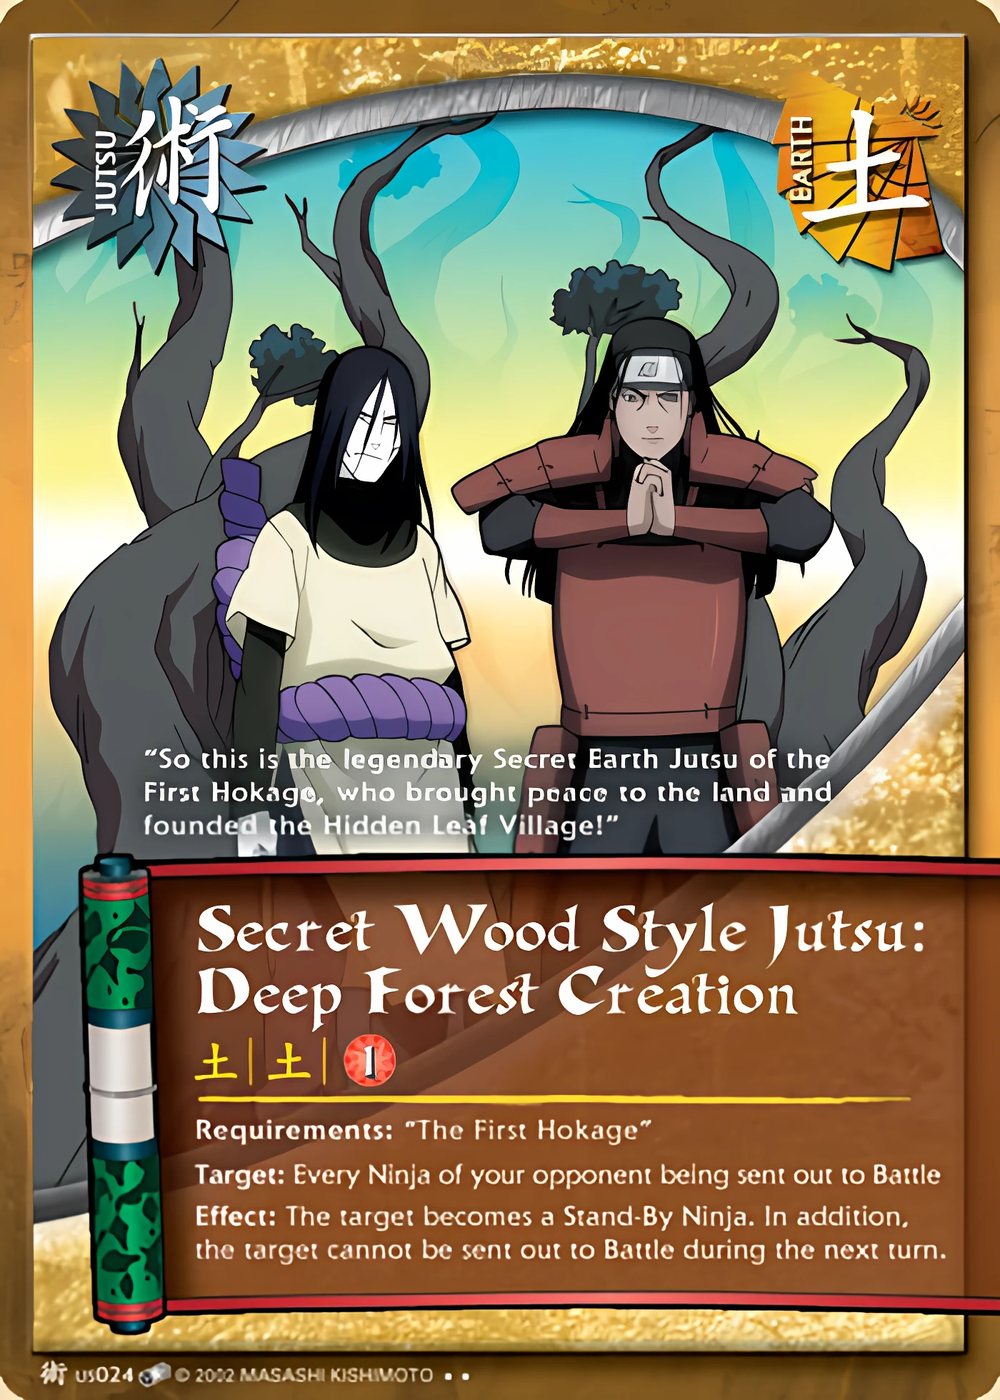 JUTSU 術
EARTH 土
"So this is the legendary Secret Earth Jutsu of the
First Hokage, who brought peace to the land and
founded the Hidden Leaf Village!"
Secret Wood Style Jutsu:
Deep Forest Creation
土 | 土 | 1
Requirements: "The First Hokage"
Target: Every Ninja of your opponent being sent out to Battle
Effect: The target becomes a Stand-By Ninja. In addition,
the target cannot be sent out to Battle during the next turn.
術 US024 © 2002 MASASHI KISHIMOTO